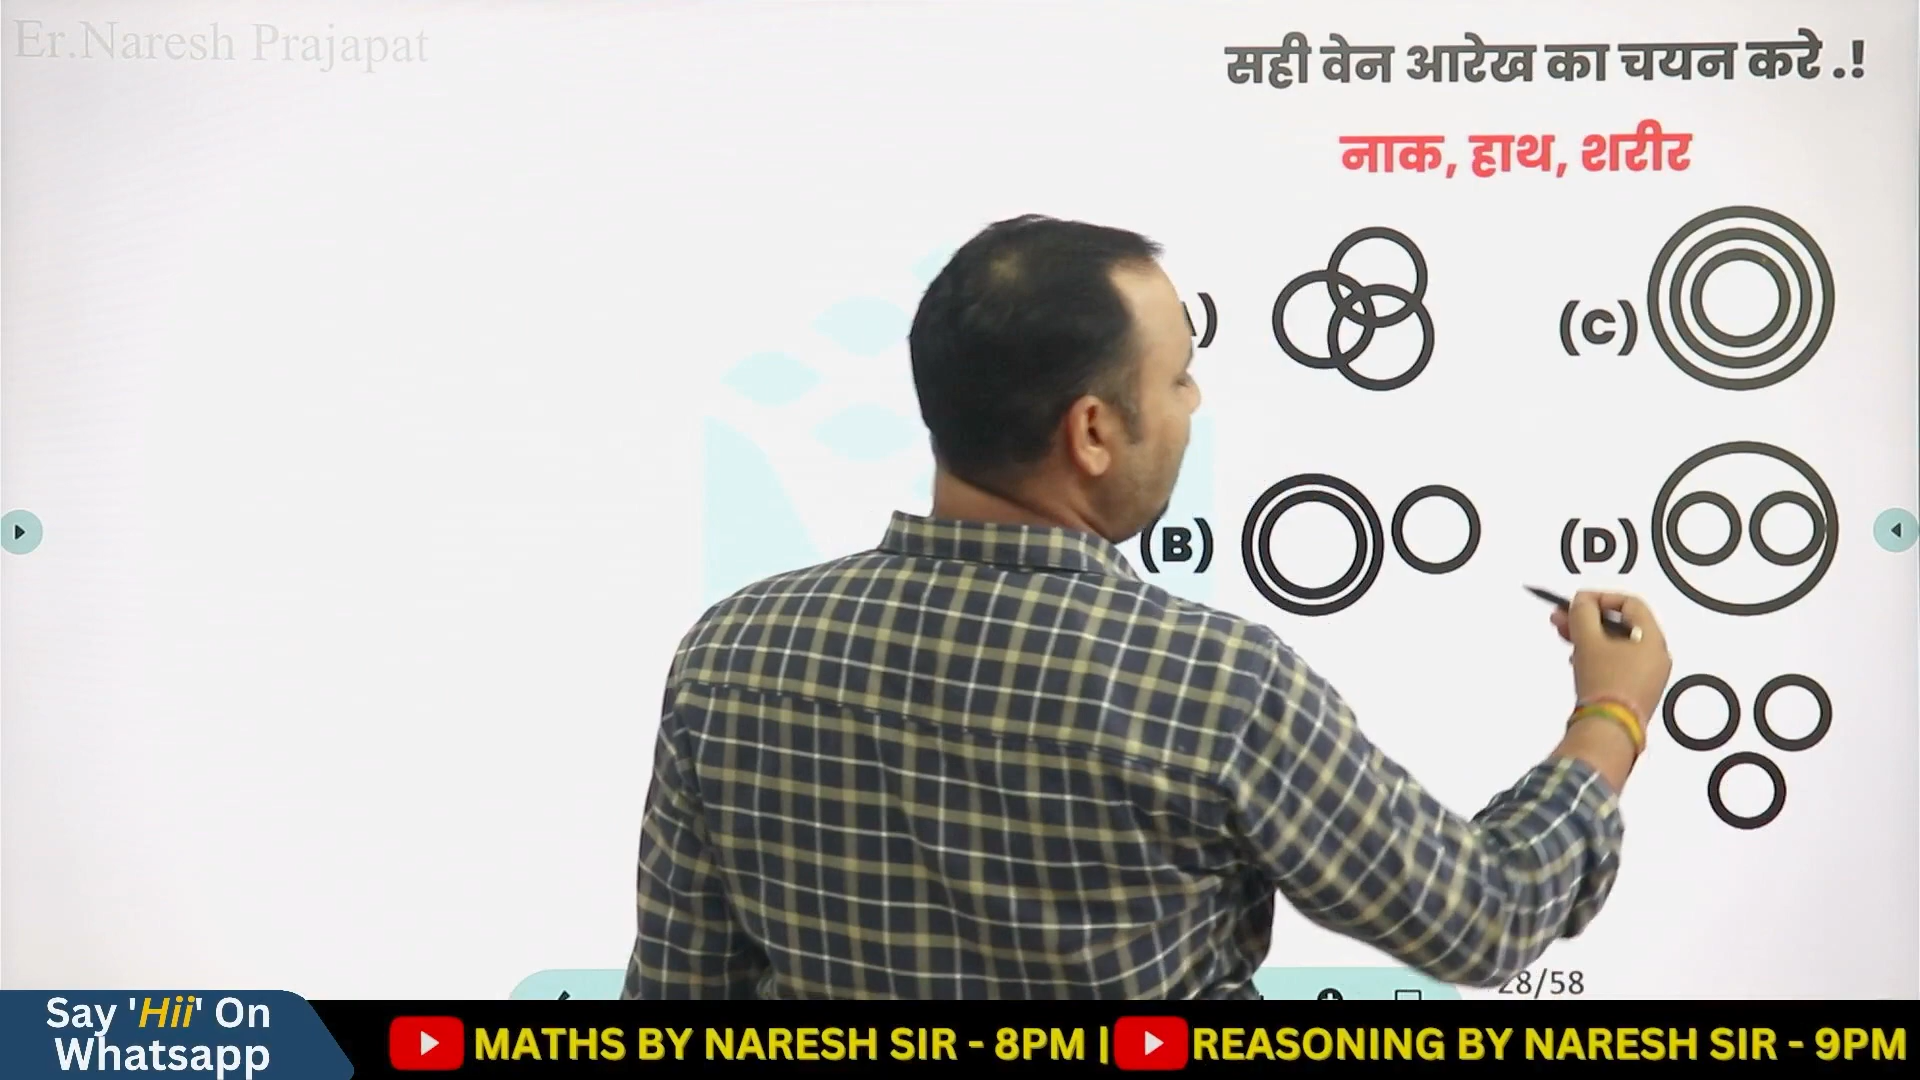 Er.Naresh Prajapat
सही वेन आरेख का चयन करे .!
नाक, हाथ, शरीर
(C)
(B)
(D)
28/58
Say 'Hii' On
Whatsapp
MATHS BY NARESH SIR - 8PM |
REASONING BY NARESH SIR - 9PM